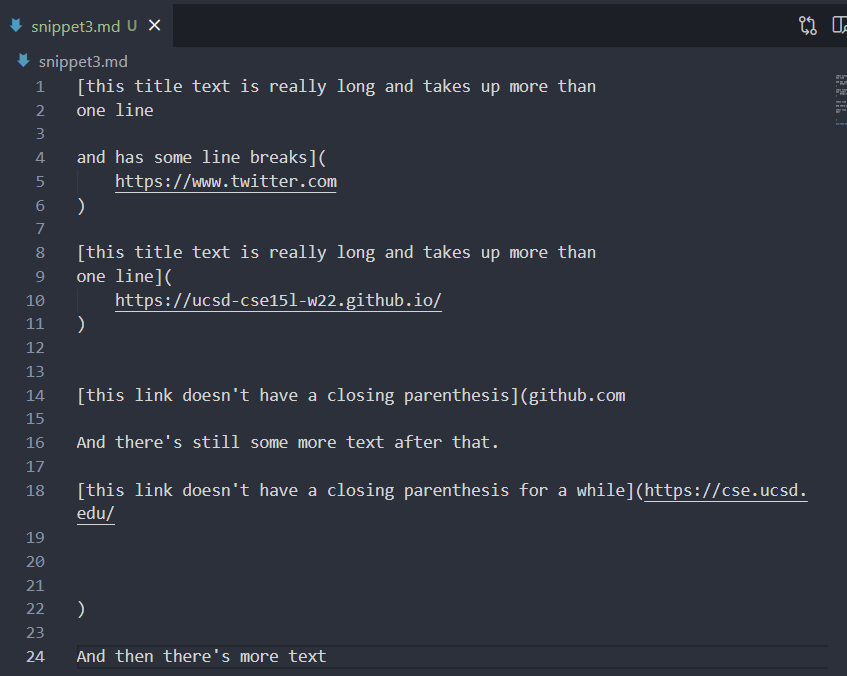 snippet3.md U
snippet3.md
1 [this title text is really long and takes up more than
2 one line
3
4 and has some line breaks](
5 https://www.twitter.com
6 )
7
8 [this title text is really long and takes up more than
9 one line](
10 https://ucsd-cse15l-w22.github.io/
11 )
12
13
14 [this link doesn't have a closing parenthesis](github.com
15
16 And there's still some more text after that.
17
18 [this link doesn't have a closing parenthesis for a while](https://cse.ucsd.
edu/
19
20
21
22 )
23
24 And then there's more text